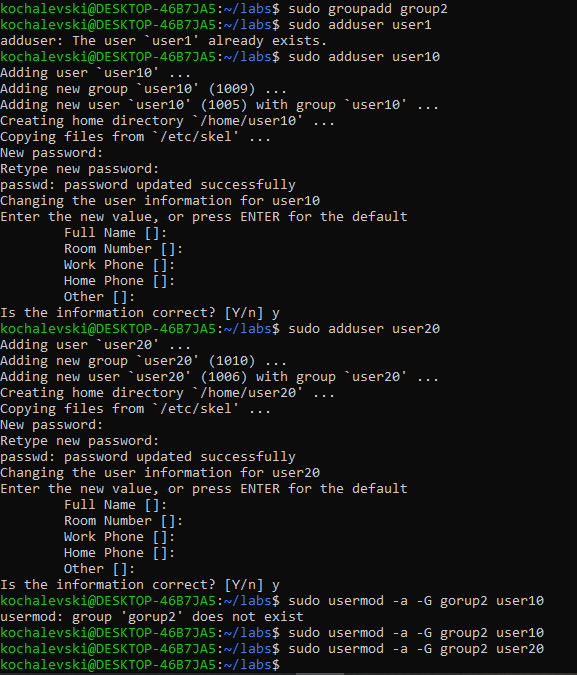 kochalevski@DESKTOP-46B7JA5:~/labs$ sudo groupadd group2
kochalevski@DESKTOP-46B7JA5:~/labs$ sudo adduser user1
adduser: The user `user1' already exists.
kochalevski@DESKTOP-46B7JA5:~/labs$ sudo adduser user10
Adding user `user10' ...
Adding new group `user10' (1009) ...
Adding new user `user10' (1005) with group `user10' ...
Creating home directory `/home/user10' ...
Copying files from `/etc/skel' ...
New password:
Retype new password:
passwd: password updated successfully
Changing the user information for user10
Enter the new value, or press ENTER for the default
        Full Name []:
        Room Number []:
        Work Phone []:
        Home Phone []:
        Other []:
Is the information correct? [Y/n] y
kochalevski@DESKTOP-46B7JA5:~/labs$ sudo adduser user20
Adding user `user20' ...
Adding new group `user20' (1010) ...
Adding new user `user20' (1006) with group `user20' ...
Creating home directory `/home/user20' ...
Copying files from `/etc/skel' ...
New password:
Retype new password:
passwd: password updated successfully
Changing the user information for user20
Enter the new value, or press ENTER for the default
        Full Name []:
        Room Number []:
        Work Phone []:
        Home Phone []:
        Other []:
Is the information correct? [Y/n] y
kochalevski@DESKTOP-46B7JA5:~/labs$ sudo usermod -a -G gorup2 user10
usermod: group 'gorup2' does not exist
kochalevski@DESKTOP-46B7JA5:~/labs$ sudo usermod -a -G group2 user10
kochalevski@DESKTOP-46B7JA5:~/labs$ sudo usermod -a -G group2 user20
kochalevski@DESKTOP-46B7JA5:~/labs$